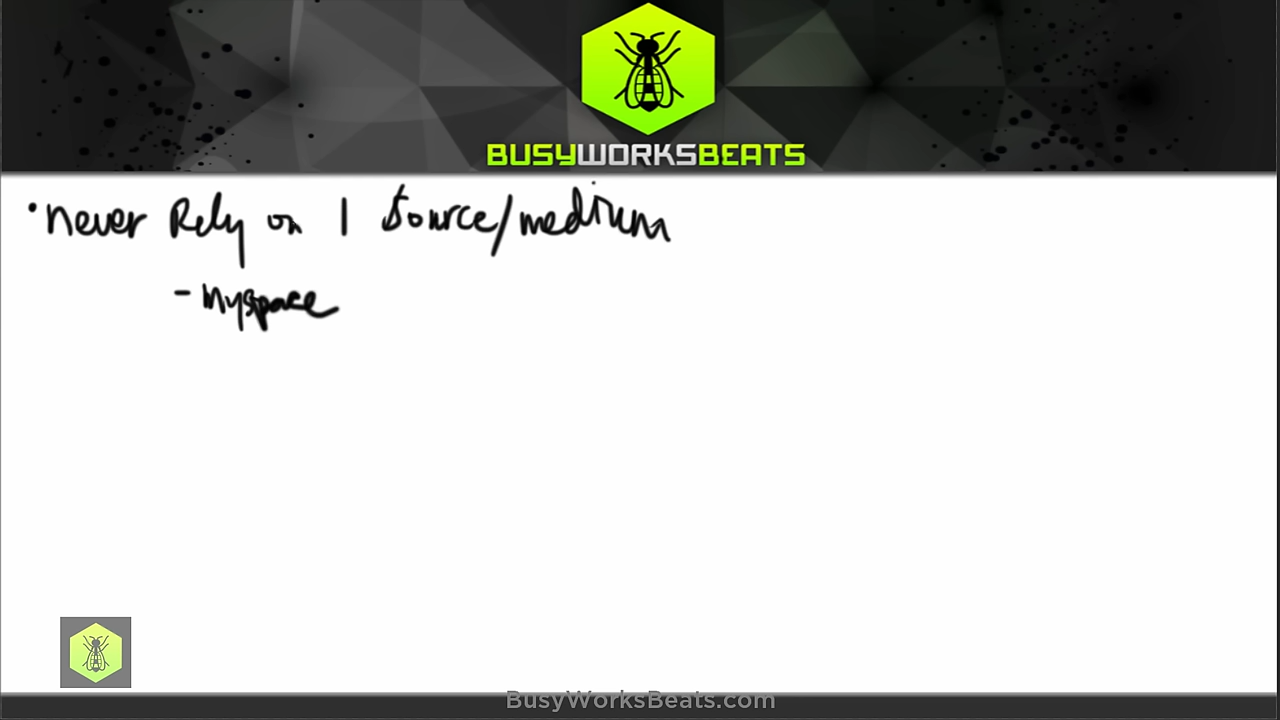 BUSYWORKSBEATS
• never Rely on 1 source/medium
- Myspace
BusyWorksBeats.com